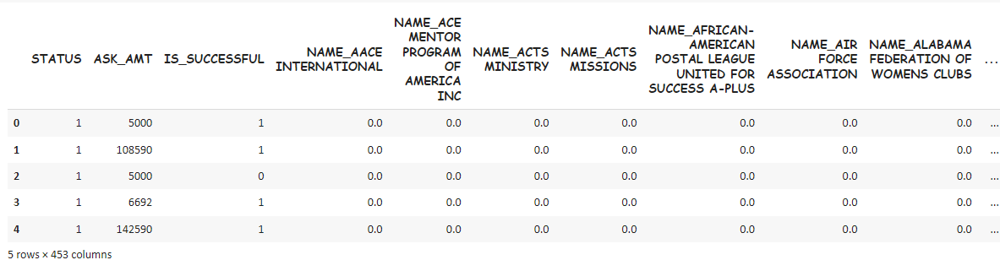 STATUS ASK_AMT IS_SUCCESSFUL NAME_AACE INTERNATIONAL NAME_ACE MENTOR PROGRAM OF AMERICA INC NAME_ACTS MINISTRY NAME_ACTS MISSIONS NAME_AFRICAN-AMERICAN POSTAL LEAGUE UNITED FOR SUCCESS A-PLUS NAME_AIR FORCE ASSOCIATION NAME_ALABAMA FEDERATION OF WOMENS CLUBS ...
0 1 5000 1 0.0 0.0 0.0 0.0 0.0 0.0 0.0 ...
1 1 108590 1 0.0 0.0 0.0 0.0 0.0 0.0 0.0 ...
2 1 5000 0 0.0 0.0 0.0 0.0 0.0 0.0 0.0 ...
3 1 6692 1 0.0 0.0 0.0 0.0 0.0 0.0 0.0 ...
4 1 142590 1 0.0 0.0 0.0 0.0 0.0 0.0 0.0 ...
5 rows × 453 columns